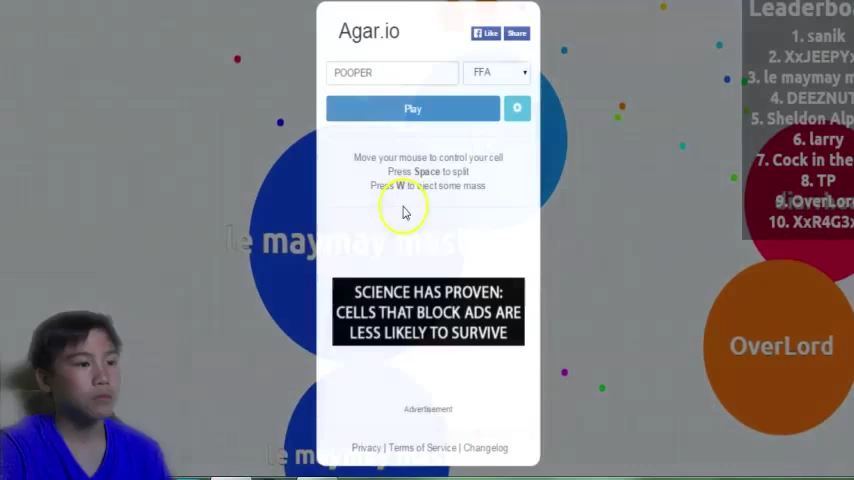 Agar.io
Like Share
POOPER
FFA
Play
Move your mouse to control your cell
Press Space to split
Press W to eject some mass
le maymay
SCIENCE HAS PROVEN:
CELLS THAT BLOCK ADS ARE
LESS LIKELY TO SURVIVE
Advertisement
Privacy | Terms of Service | Changelog
le m
OverLord
Leaderbo
1. sanik
2. XxJEEPYx
3. le maymay m
4. DEEZNUT
5. Sheldon Alp
6. larry
7. Cock in the
8. TP
9. OverLor
10. XxR4G3x